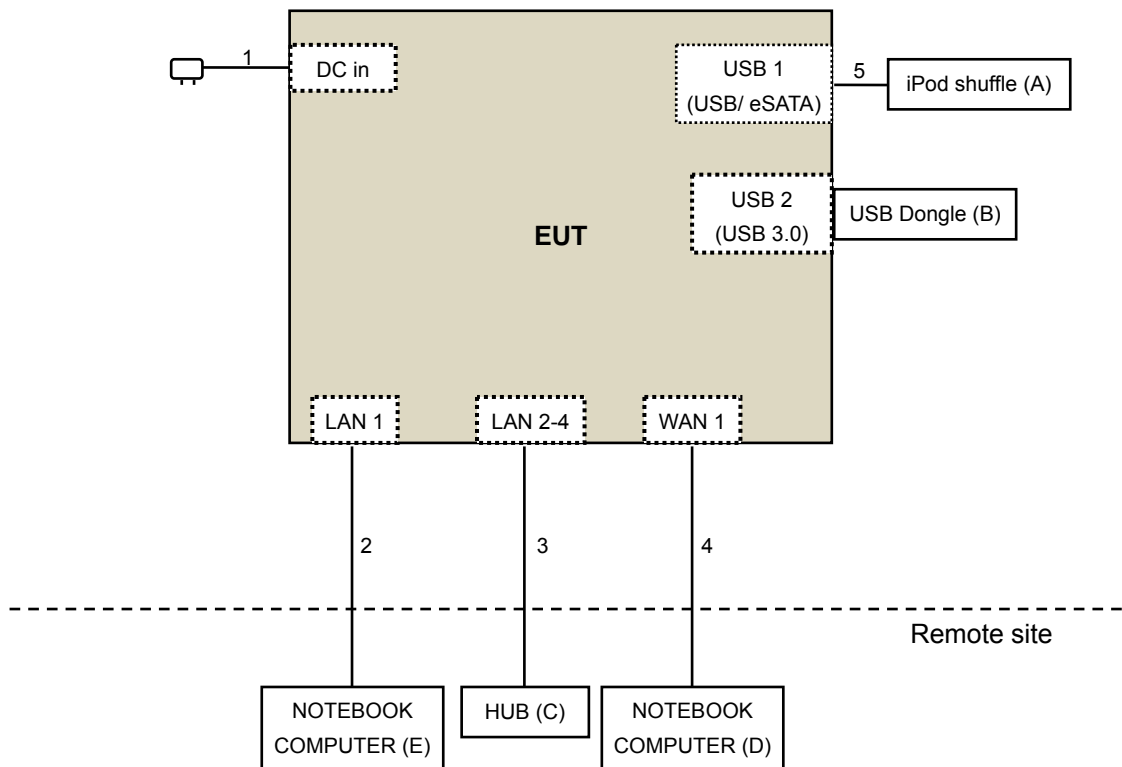 1
DC in
USB 1
(USB/ eSATA)
5
iPod shuffle (A)
USB 2
(USB 3.0)
USB Dongle (B)
EUT
LAN 1
LAN 2-4
WAN 1
2
3
4
Remote site
NOTEBOOK
COMPUTER (E)
HUB (C)
NOTEBOOK
COMPUTER (D)